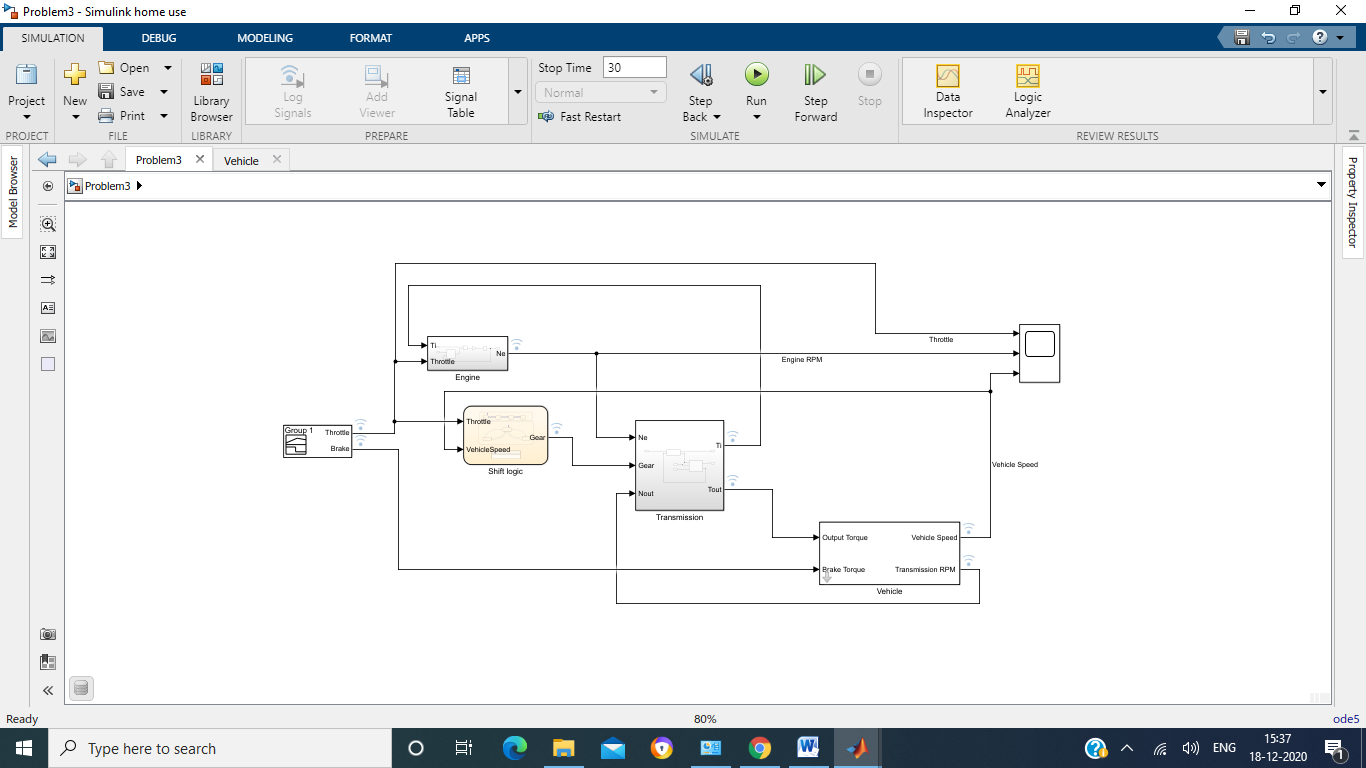 Problem3 - Simulink home use
SIMULATION DEBUG MODELING FORMAT APPS
Project
PROJECT
New
Open
Save
Print
FILE
Library
Browser
LIBRARY
Log
Signals
Add
Viewer
Signal
Table
PREPARE
Stop Time 30
Normal
Fast Restart
Step
Back
Run
Step
Forward
Stop
SIMULATE
Data
Inspector
Logic
Analyzer
REVIEW RESULTS
Model Browser
Problem3 Vehicle
Problem3
Property Inspector
Throttle
Ti
Throttle
Ne
Engine
Engine RPM
Group 1
Throttle
Brake
Throttle
VehicleSpeed
Gear
Shift logic
Ne
Gear
Nout
Ti
Tout
Transmission
Vehicle Speed
Output Torque
Brake Torque
Vehicle Speed
Transmission RPM
Vehicle
Ready 80% ode5
Type here to search
ENG
15:37
18-12-2020
1